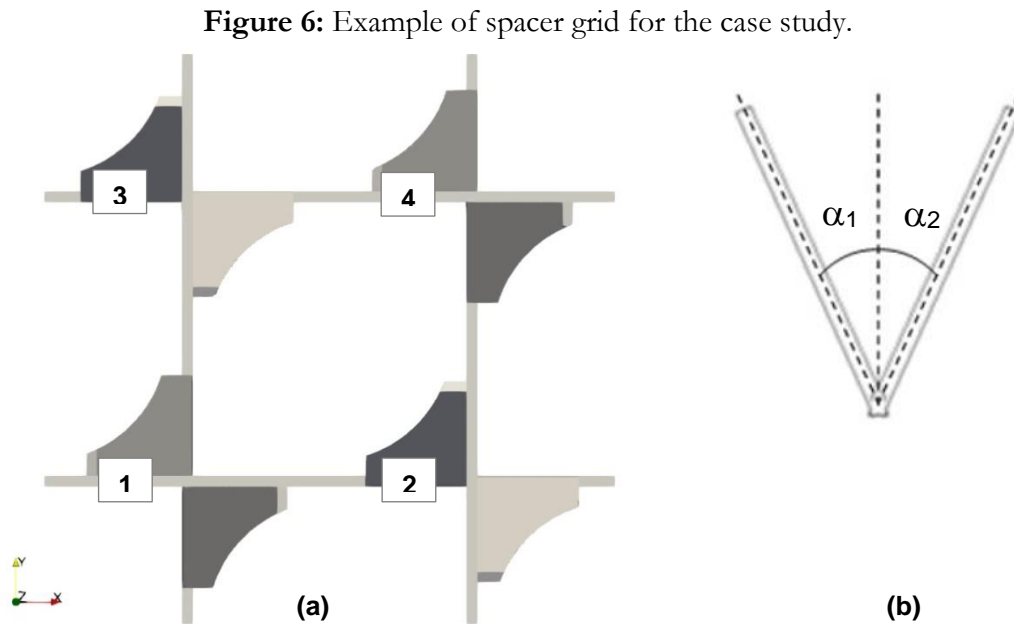 Figure 6: Example of spacer grid for the case study.
3
4
α1 α2
1
2
Y
Z X
(a)
(b)